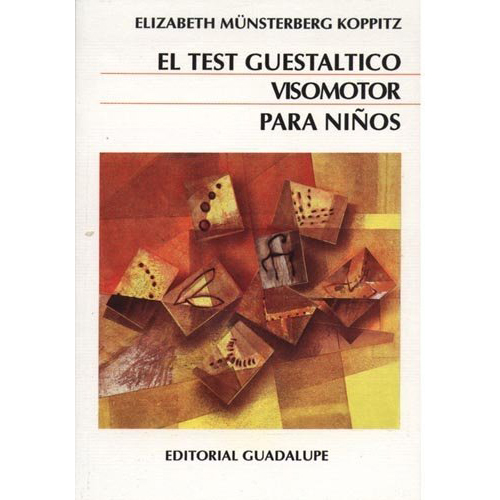 ELIZABETH MÜNSTERBERG KOPPITZ
EL TEST GUESTALTICO
VISOMOTOR
PARA NIÑOS
EDITORIAL GUADALUPE